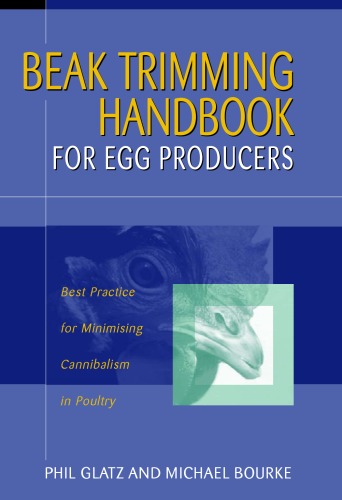 BEAK TRIMMING
HANDBOOK
FOR EGG PRODUCERS
Best Practice
for Minimising
Cannibalism
in Poultry
PHIL GLATZ AND MICHAEL BOURKE